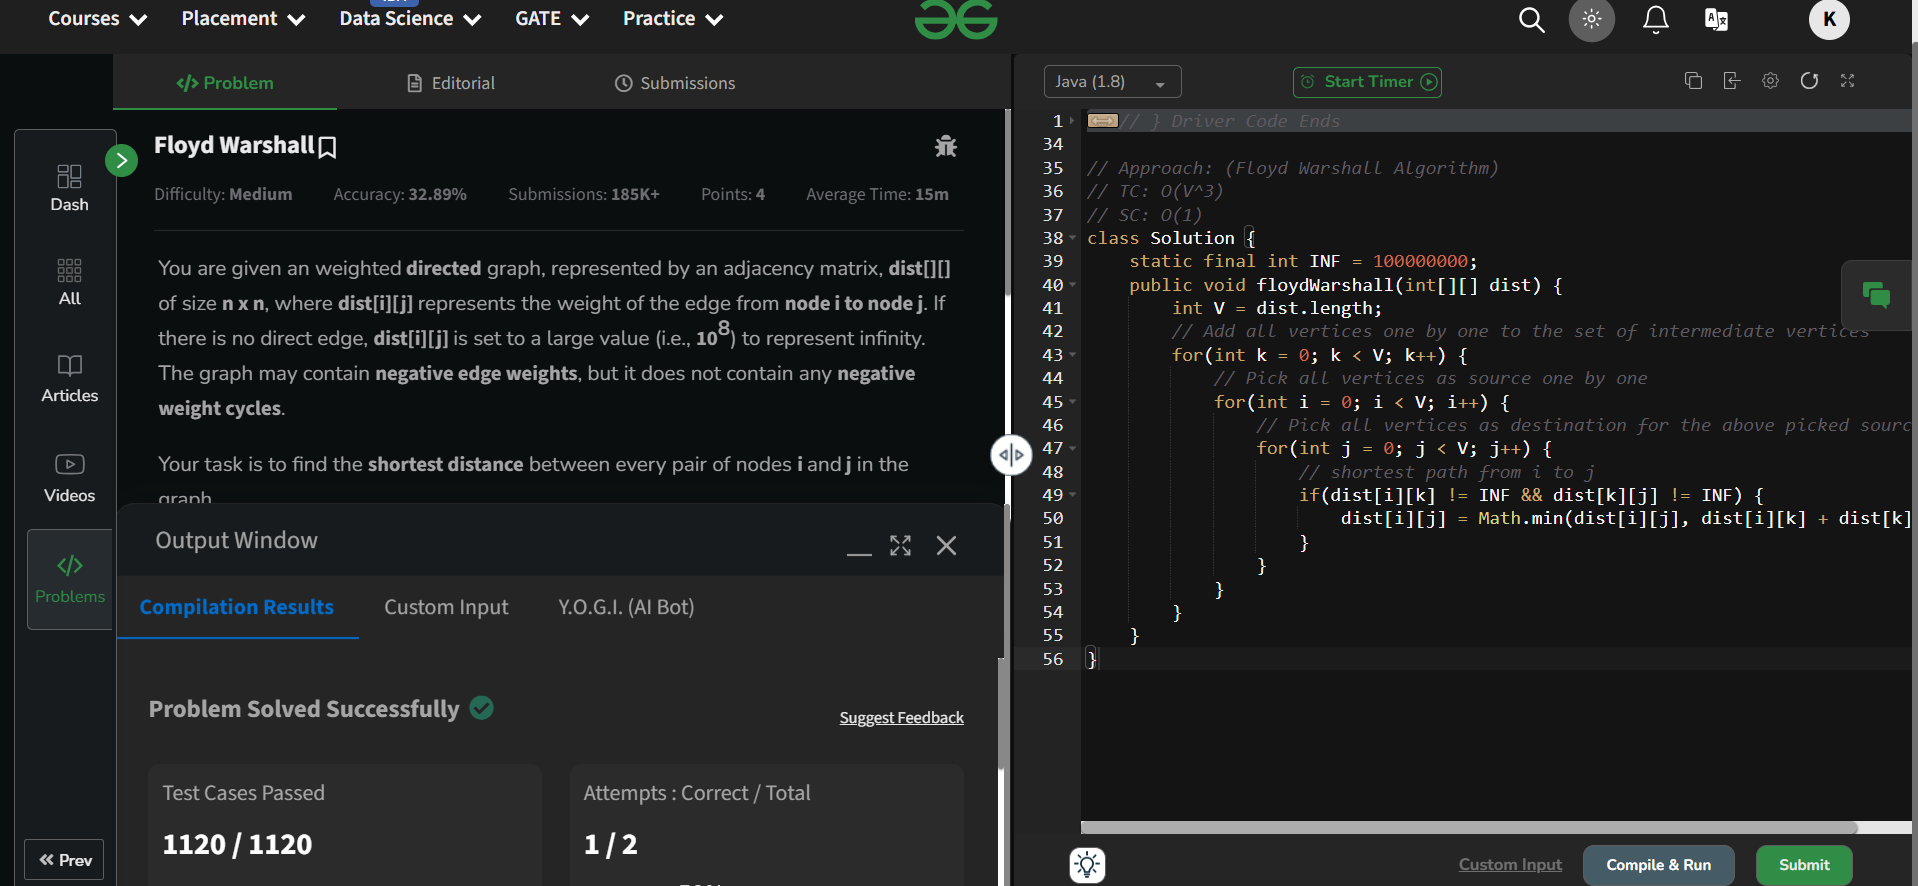 Courses Placement Data Science GATE Practice
K
Problem Editorial Submissions
Java (1.8) Start Timer
Dash
All
Articles
Videos
Problems
Prev
Floyd Warshall
Difficulty: Medium Accuracy: 32.89% Submissions: 185K+ Points: 4 Average Time: 15m
You are given an weighted directed graph, represented by an adjacency matrix, dist[][]
of size n x n, where dist[i][j] represents the weight of the edge from node i to node j. If
there is no direct edge, dist[i][j] is set to a large value (i.e., 10^8) to represent infinity.
The graph may contain negative edge weights, but it does not contain any negative
weight cycles.
Your task is to find the shortest distance between every pair of nodes i and j in the
graph
Output Window
Compilation Results Custom Input Y.O.G.I. (AI Bot)
Problem Solved Successfully
Suggest Feedback
Test Cases Passed
1120 / 1120
Attempts : Correct / Total
1 / 2
1 // } Driver Code Ends
34
35 // Approach: (Floyd Warshall Algorithm)
36 // TC: O(V^3)
37 // SC: O(1)
38 class Solution {
39 static final int INF = 100000000;
40 public void floydWarshall(int[][] dist) {
41 int V = dist.length;
42 // Add all vertices one by one to the set of intermediate vertices
43 for(int k = 0; k < V; k++) {
44 // Pick all vertices as source one by one
45 for(int i = 0; i < V; i++) {
46 // Pick all vertices as destination for the above picked sourc
47 for(int j = 0; j < V; j++) {
48 // shortest path from i to j
49 if(dist[i][k] != INF && dist[k][j] != INF) {
50 dist[i][j] = Math.min(dist[i][j], dist[i][k] + dist[k]
51 }
52 }
53 }
54 }
55 }
56 }
Custom Input Compile & Run Submit